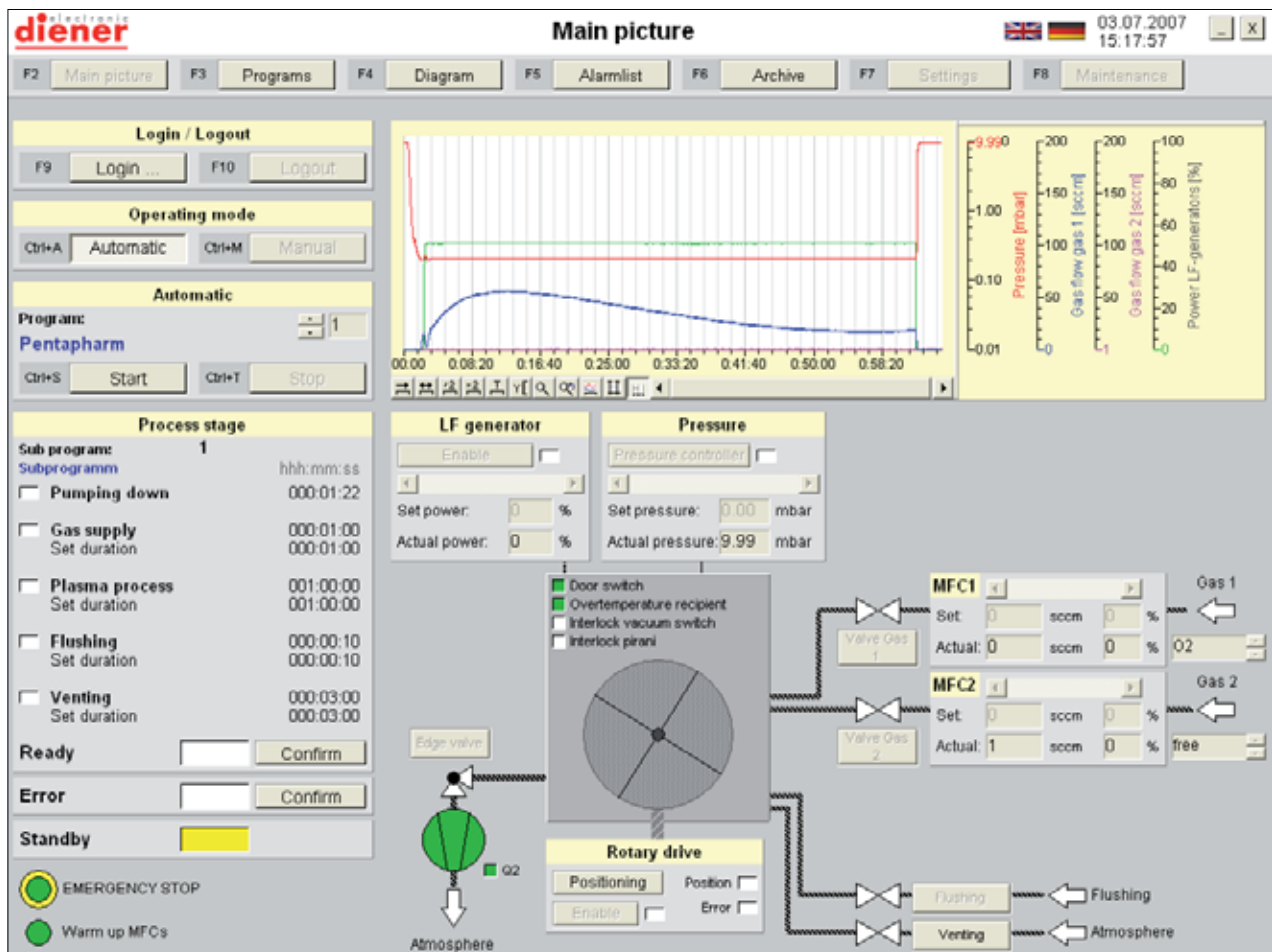 electronic
diener
Main picture
03.07.2007
15:17:57
_ X
F2 Main picture F3 Programs F4 Diagram F5 Alarmlist F6 Archive F7 Settings F8 Maintenance
Login / Logout
F9 Login ... F10 Logout
Operating mode
Ctrl+A Automatic Ctrl+M Manual
Automatic
Program: 1
Pentapharm
Ctrl+S Start Ctrl+T Stop
9.990 200 200 100
150 150 80
1.00
100 100 60
40
0.10
50 50 20
0.01 0 1 0
Pressure [mbar]
Gas flow gas 1 [sccm]
Gas flow gas 2 [sccm]
Power LF-generators [%]
00:00 0:08:20 0:16:40 0:25:00 0:33:20 0:41:40 0:50:00 0:58:20
Process stage
Sub program: 1
Subprogramm hhh:mm:ss
Pumping down 000:01:22
Gas supply 000:01:00
Set duration 000:01:00
Plasma process 001:00:00
Set duration 001:00:00
Flushing 000:00:10
Set duration 000:00:10
Venting 000:03:00
Set duration 000:03:00
Ready Confirm
Error Confirm
Standby
EMERGENCY STOP
Warm up MFCs
LF generator
Enable
Set power: 0 %
Actual power: 0 %
Pressure
Pressure controller
Set pressure: 0.00 mbar
Actual pressure: 9.99 mbar
Door switch
Overtemperature recipient
Interlock vacuum switch
Interlock pirani
MFC1
Gas 1
Set: 0 sccm 0 %
Actual: 0 sccm 0 % O2
Valve Gas
1
MFC2
Gas 2
Set: 0 sccm 0 %
Actual: 1 sccm 0 % free
Valve Gas
2
Edge valve
Q2
Atmosphere
Rotary drive
Positioning Position
Enable Error
Flushing Flushing
Venting Atmosphere